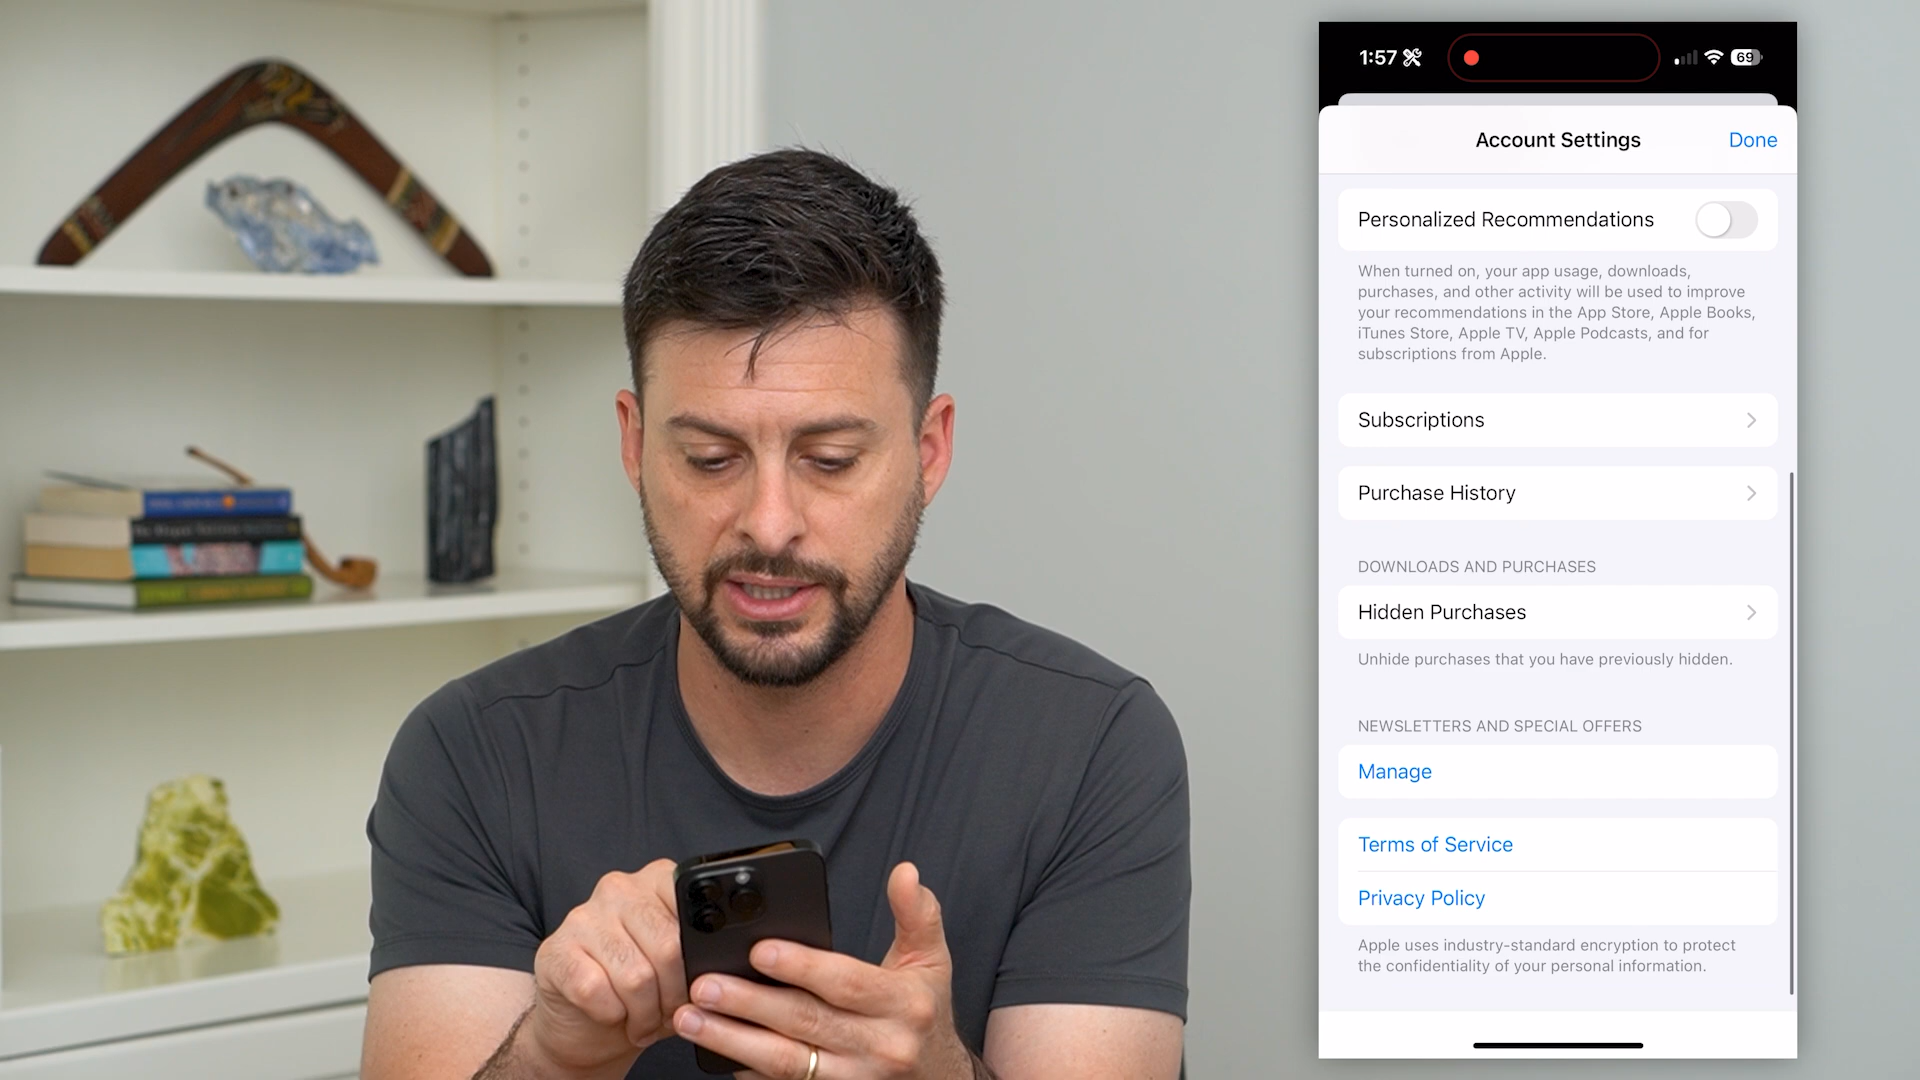 1:57
69
Account Settings
Done
Personalized Recommendations
When turned on, your app usage, downloads,
purchases, and other activity will be used to improve
your recommendations in the App Store, Apple Books,
iTunes Store, Apple TV, Apple Podcasts, and for
subscriptions from Apple.
Subscriptions
Purchase History
DOWNLOADS AND PURCHASES
Hidden Purchases
Unhide purchases that you have previously hidden.
NEWSLETTERS AND SPECIAL OFFERS
Manage
Terms of Service
Privacy Policy
Apple uses industry-standard encryption to protect
the confidentiality of your personal information.